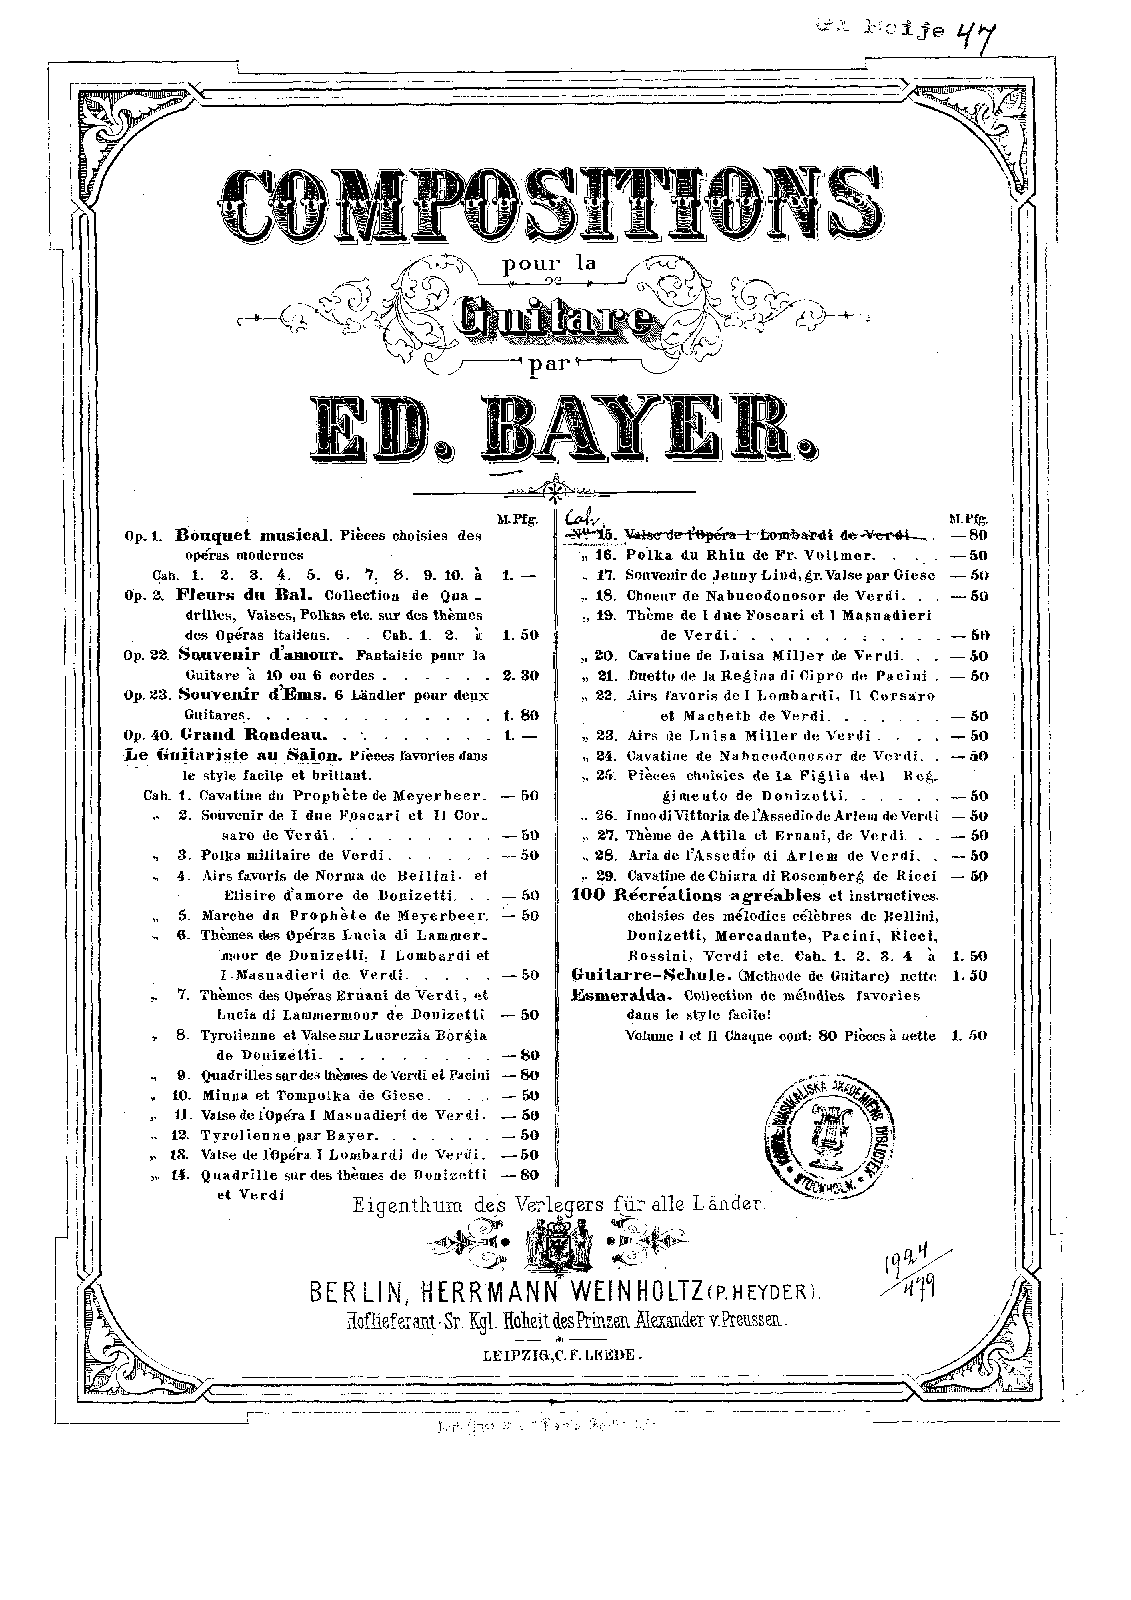 47
COMPOSITIONS
pour la
Guitare
par
ED. BAYER.
M.Pfg.
Op. 1. Bouquet musical. Pièces choisies des
opéras modernes
Cah. 1. 2. 3. 4. 5. 6. 7. 8. 9. 10. à 1. —
Op. 2. Fleurs du Bal. Collection de Qua-
drilles, Valses, Polkas etc. sur des thèmes
des Opéras italiens. . . Cah. 1. 2. à 1. 50
Op. 22. Souvenir d'amour. Fantaisie pour la
Guitare à 10 ou 6 cordes . . . . . . 2. 30
Op. 23. Souvenir d'Ems. 6 Ländler pour deux
Guitares. . . . . . . . . . . . . 1. 80
Op. 40. Grand Rondeau. . . . . . . . . 1. —
Le Guitariste au Salon. Pièces favories dans
le style facile et brillant.
Cah. 1. Cavatine du Prophète de Meyerbeer. — 50
„ 2. Souvenir de I due Foscari et Il Cor-
saro de Verdi. . . . . . . . . — 50
„ 3. Polka militaire de Verdi. . . . . . — 50
„ 4. Airs favoris de Norma de Bellini et
Elisire d'amore de Donizetti. . . — 50
„ 5. Marche du Prophète de Meyerbeer. — 50
„ 6. Thèmes des Opéras Lucia di Lammer-
moor de Donizetti, I Lombardi et
I Masnadieri de Verdi. . . . . — 50
„ 7. Thèmes des Opéras Ernani de Verdi, et
Lucia di Lammermoor de Donizetti — 50
„ 8. Tyrolienne et Valse sur Lucrezia Borgia
de Donizetti. . . . . . . . . — 80
„ 9. Quadrilles sur des thèmes de Verdi et Pacini — 80
„ 10. Minna et Tompolka de Giese. . . . — 50
„ 11. Valse de l'Opéra I Masnadieri de Verdi. — 50
„ 12. Tyrolienne par Bayer. . . . . . . — 50
„ 13. Valse de l'Opéra I Lombardi de Verdi. — 50
„ 14. Quadrille sur des thèmes de Donizetti — 80
et Verdi
Cah.
M.Pfg.
No 15. Valse de l'Opéra I Lombardi de Verdi . — 80
„ 16. Polka du Rhin de Fr. Vollmer. . . . — 50
„ 17. Souvenir de Jenny Lind, gr. Valse par Giese — 50
„ 18. Choeur de Nabucodonosor de Verdi. . . — 50
„ 19. Thème de I due Foscari et I Masnadieri
de Verdi. . . . . . . . . . . . — 50
„ 20. Cavatine de Luisa Miller de Verdi. . . — 50
„ 21. Duetto de la Regina di Cipro de Pacini . — 50
„ 22. Airs favoris de I Lombardi, Il Corsaro
et Macbeth de Verdi. . . . . . . — 50
„ 23. Airs de Luisa Miller de Verdi . . . . — 50
„ 24. Cavatine de Nabucodonosor de Verdi. . — 50
„ 25. Pièces choisies de La Figlia del Reg-
gimento de Donizetti. . . . . . — 50
„ 26. Inno di Vittoria de l'Assedio de Arlem de Verdi — 50
„ 27. Thème de Attila et Ernani, de Verdi. . . — 50
„ 28. Aria de l'Assedio di Arlem de Verdi. . — 50
„ 29. Cavatine de Chiara di Rosemberg de Ricci — 50
100 Récréations agréables et instructives.
choisies des mélodies célèbres de Bellini,
Donizetti, Mercadante, Pacini, Ricci,
Rossini, Verdi etc. Cah. 1. 2. 3. 4 à 1. 50
Guitarre-Schule. (Methode de Guitare) nette 1. 50
Esmeralda. Collection de mélodies favories
dans le style facile!
Volume I et II Chaque cont: 80 Pièces à nette 1. 50
KONGL. MUSIKALISKA AKADEMIENS BIBLIOTEK
STOCKHOLM.
Eigenthum des Verlegers für alle Länder.
1924/479
BERLIN, HERRMANN WEINHOLTZ (P. HEYDER).
Hoflieferant Sr. Kgl. Hoheit des Prinzen Alexander v. Preussen.
LEIPZIG, C. F. LEEDE.